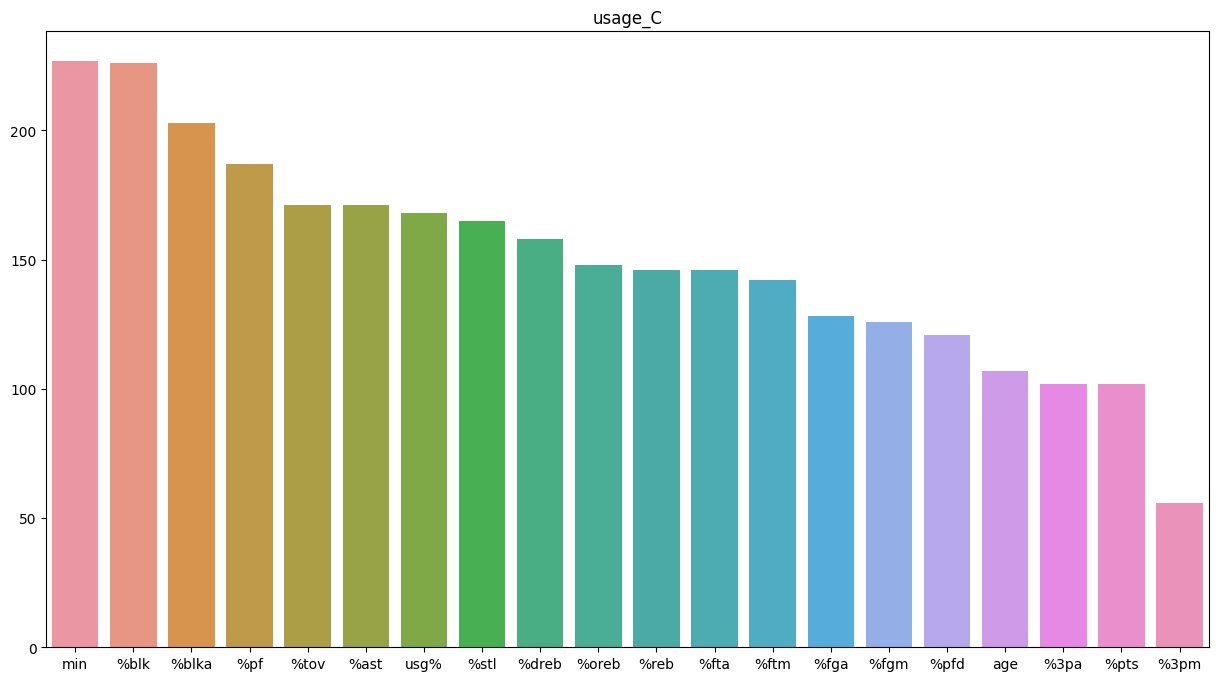 usage_C
200
150
100
50
0
min %blk %blka %pf %tov %ast usg% %stl %dreb %oreb %reb %fta %ftm %fga %fgm %pfd age %3pa %pts %3pm